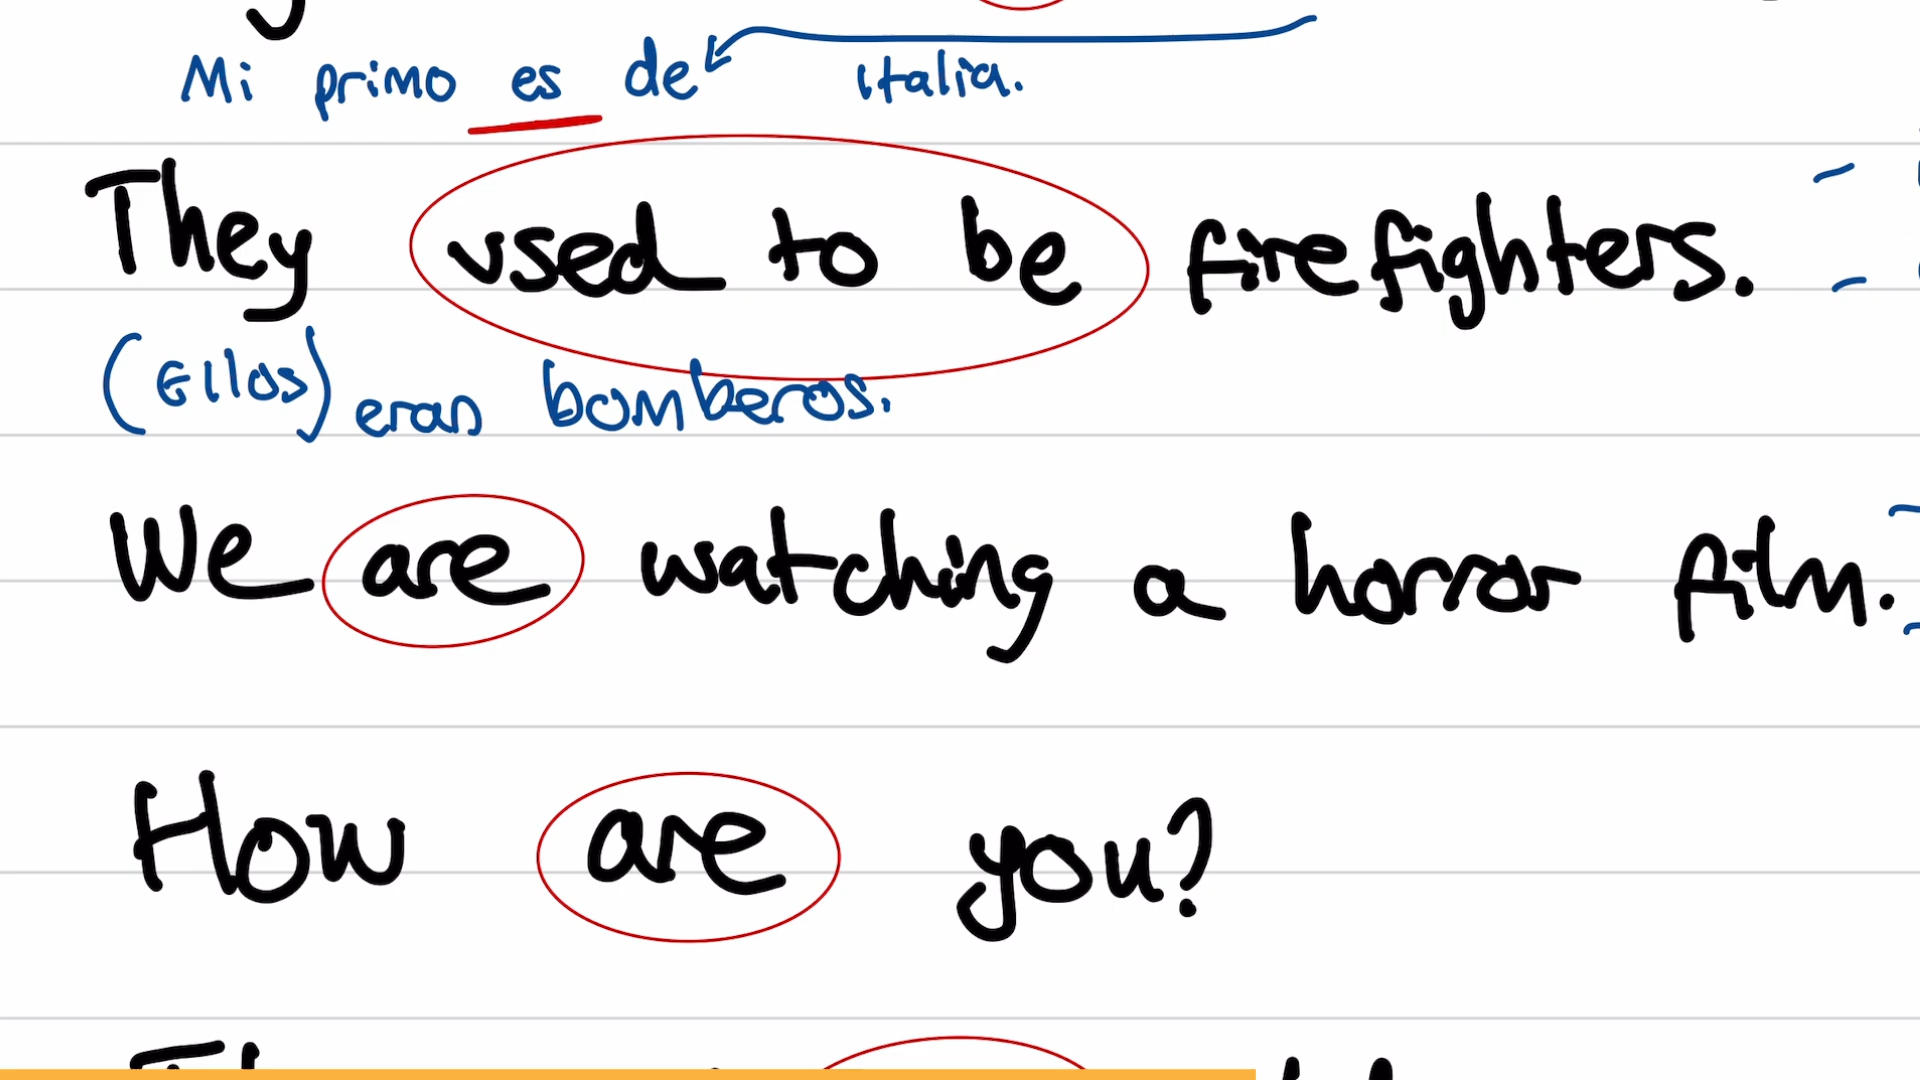 Mi primo es de italia.
They used to be firefighters.
(Ellos) eran bomberos.
We are watching a horror film.
How are you?